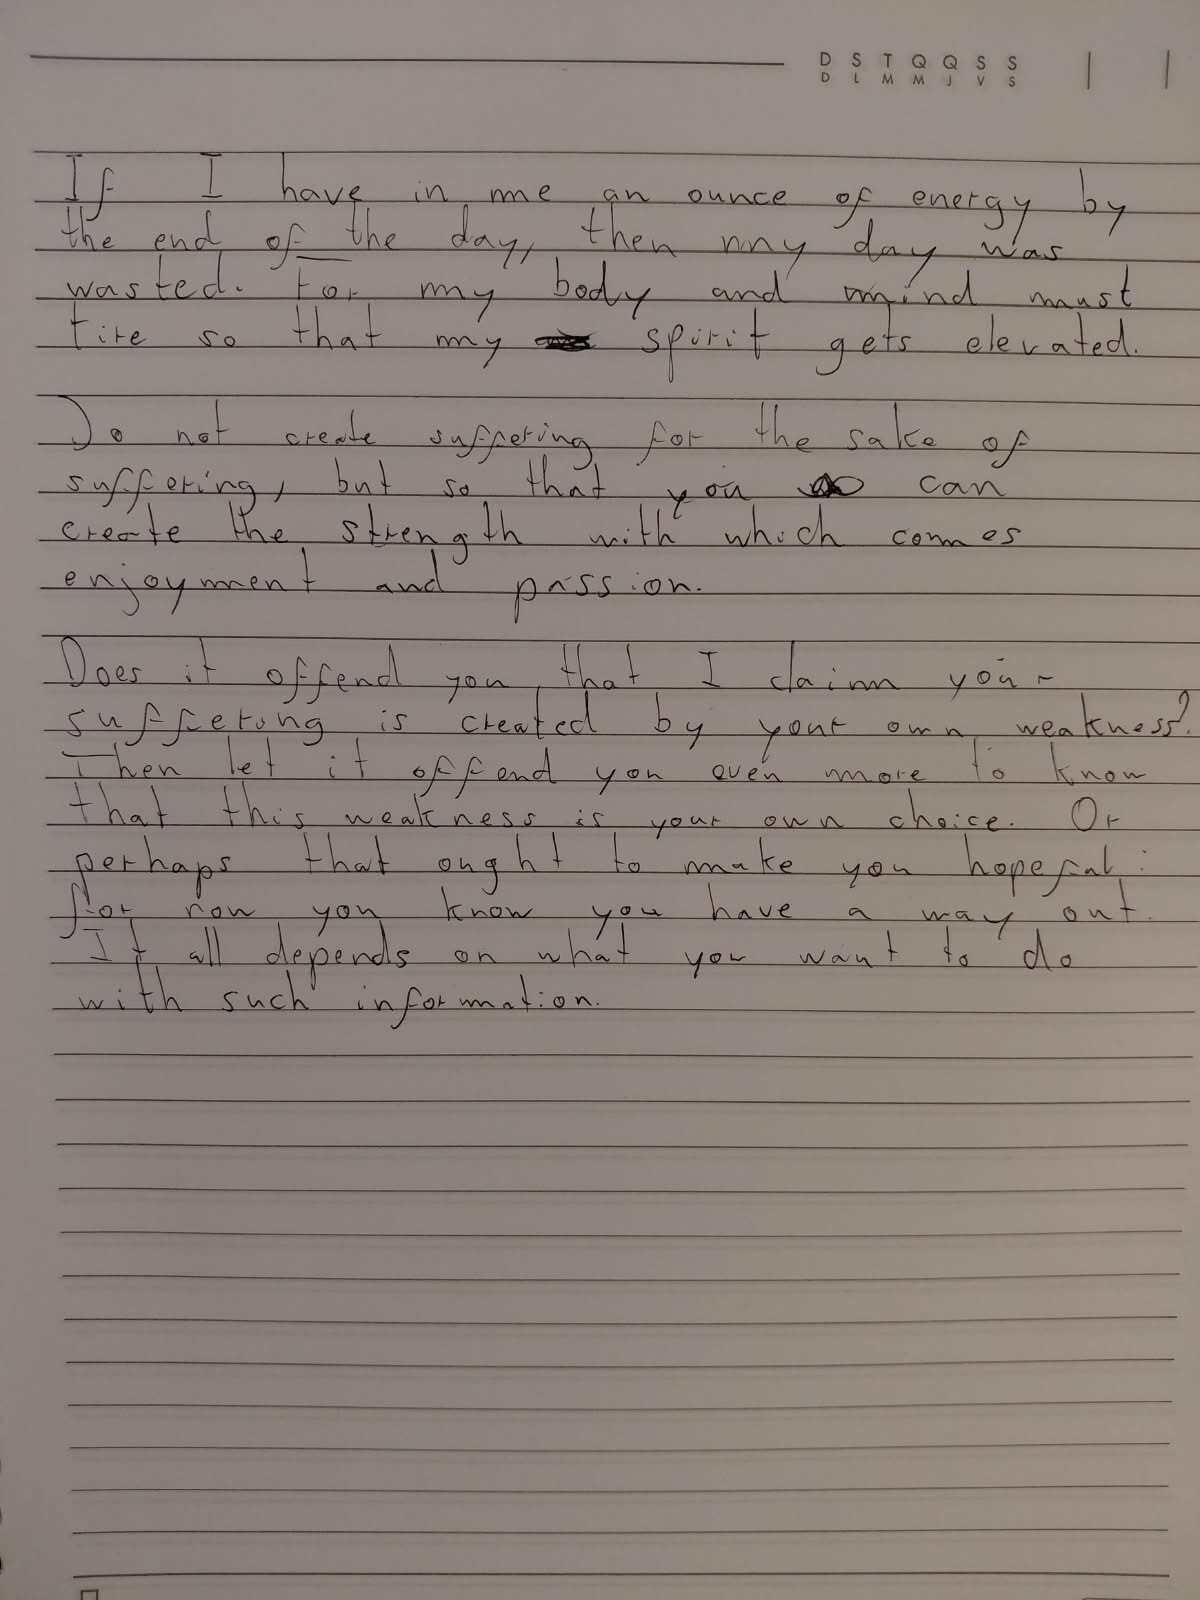 D S T Q Q S S
D L M M J V S
If I have in me an ounce of energy by
the end of the day, then my day was
wasted. For my body and mind must
tire so that my spirit gets elevated.
Do not create suffering for the sake of
suffering, but so that you can
create the strength with which comes
enjoyment and passion.
Does it offend you that I claim your
suffering is created by your own weakness?
Then let it offend you even more to know
that this weakness is your own choice. Or
perhaps that ought to make you hopeful:
for now you know you have a way out.
It all depends on what you want to do
with such information.